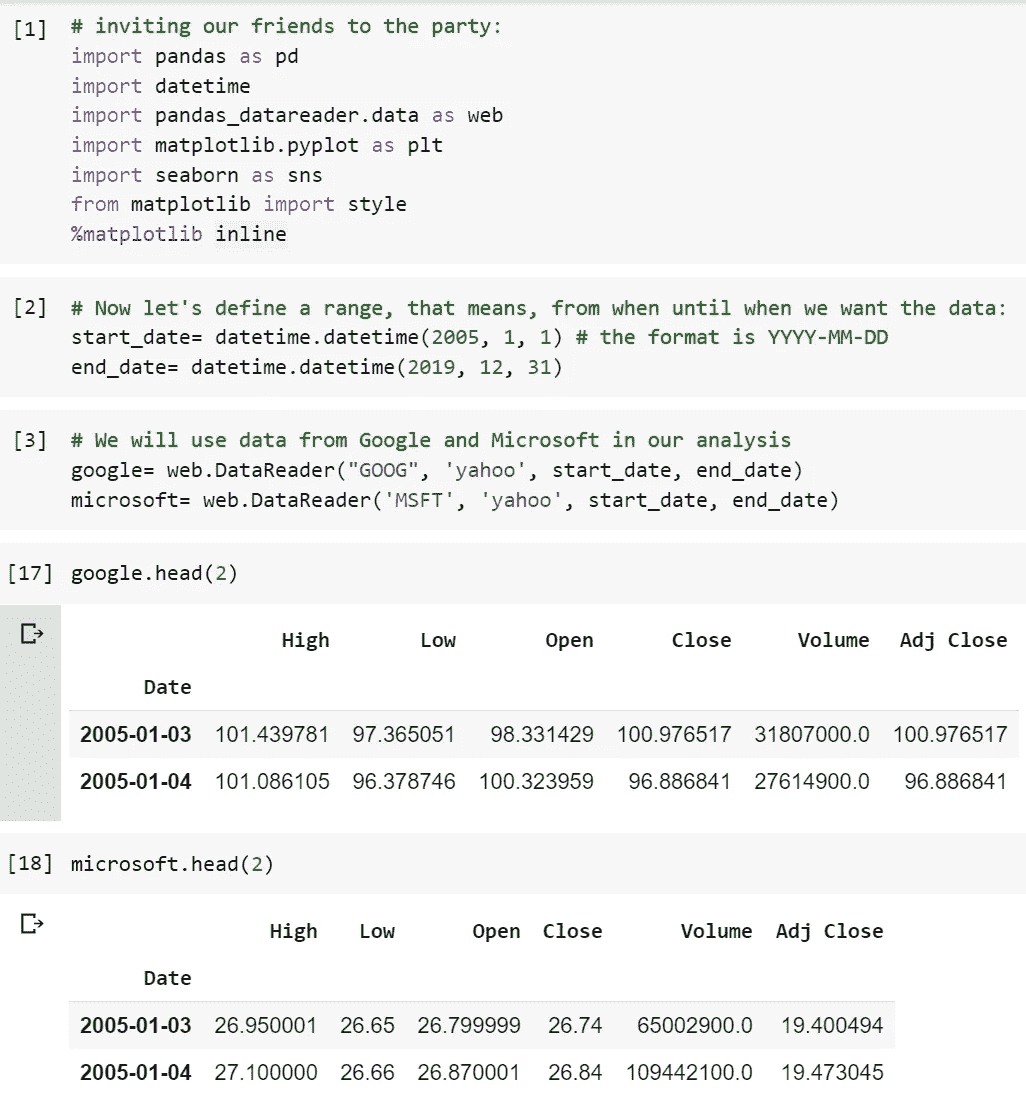 [1] # inviting our friends to the party:
import pandas as pd
import datetime
import pandas_datareader.data as web
import matplotlib.pyplot as plt
import seaborn as sns
from matplotlib import style
%matplotlib inline
[2] # Now let's define a range, that means, from when until when we want the data:
start_date= datetime.datetime(2005, 1, 1) # the format is YYYY-MM-DD
end_date= datetime.datetime(2019, 12, 31)
[3] # We will use data from Google and Microsoft in our analysis
google= web.DataReader("GOOG", 'yahoo', start_date, end_date)
microsoft= web.DataReader('MSFT', 'yahoo', start_date, end_date)
[17] google.head(2)
High Low Open Close Volume Adj Close
Date
2005-01-03 101.439781 97.365051 98.331429 100.976517 31807000.0 100.976517
2005-01-04 101.086105 96.378746 100.323959 96.886841 27614900.0 96.886841
[18] microsoft.head(2)
High Low Open Close Volume Adj Close
Date
2005-01-03 26.950001 26.65 26.799999 26.74 65002900.0 19.400494
2005-01-04 27.100000 26.66 26.870001 26.84 109442100.0 19.473045